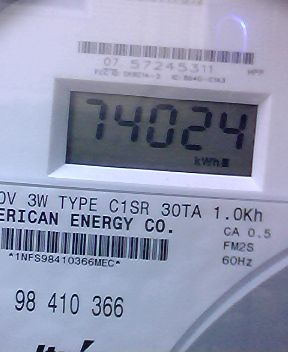 07 57245311
74024
kWh
0V 3W TYPE C1SR 30TA 1.0Kh
ERICAN ENERGY CO.
CA 0.5
FM2S
60Hz
*1NFS98410366MEC*
98 410 366